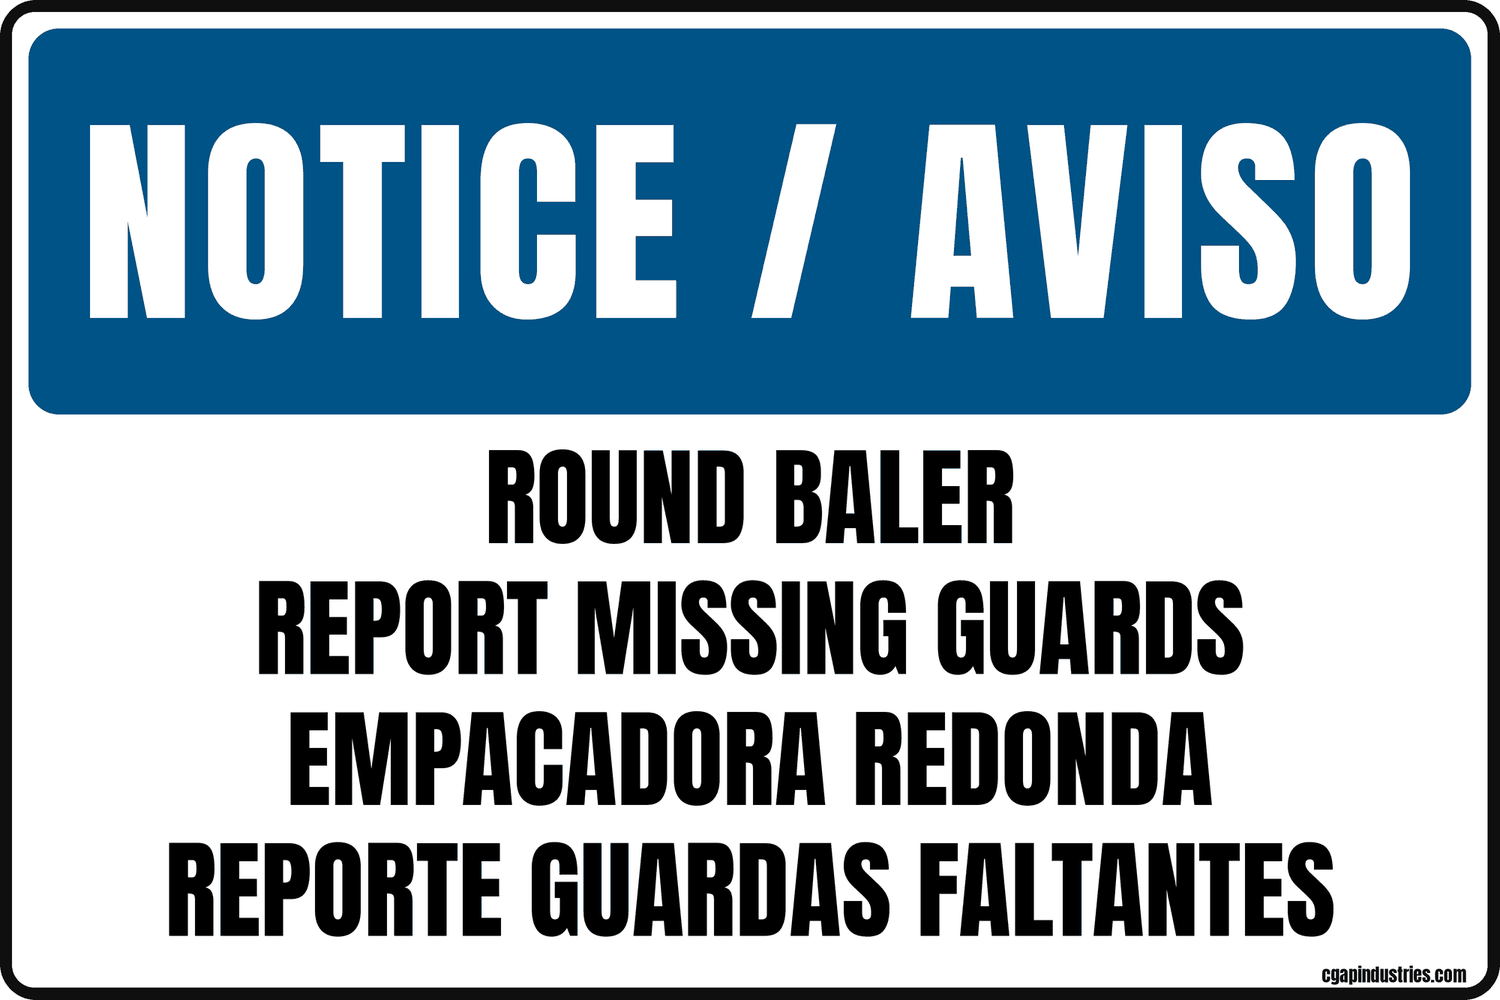 NOTICE / AVISO
ROUND BALER
REPORT MISSING GUARDS
EMPACADORA REDONDA
REPORTE GUARDAS FALTANTES
cgapindustries.com